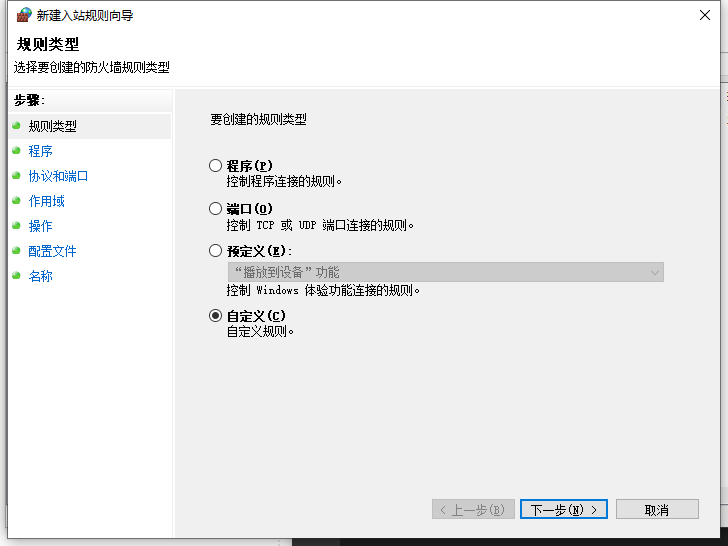 新建入站规则向导
规则类型
选择要创建的防火墙规则类型
步骤:
规则类型
程序
协议和端口
作用域
操作
配置文件
名称
要创建的规则类型
程序(P)
控制程序连接的规则。
端口(O)
控制 TCP 或 UDP 端口连接的规则。
预定义(E):
“播放到设备”功能
控制 Windows 体验功能连接的规则。
自定义(C)
自定义规则。
< 上一步(B)
下一步(N) >
取消